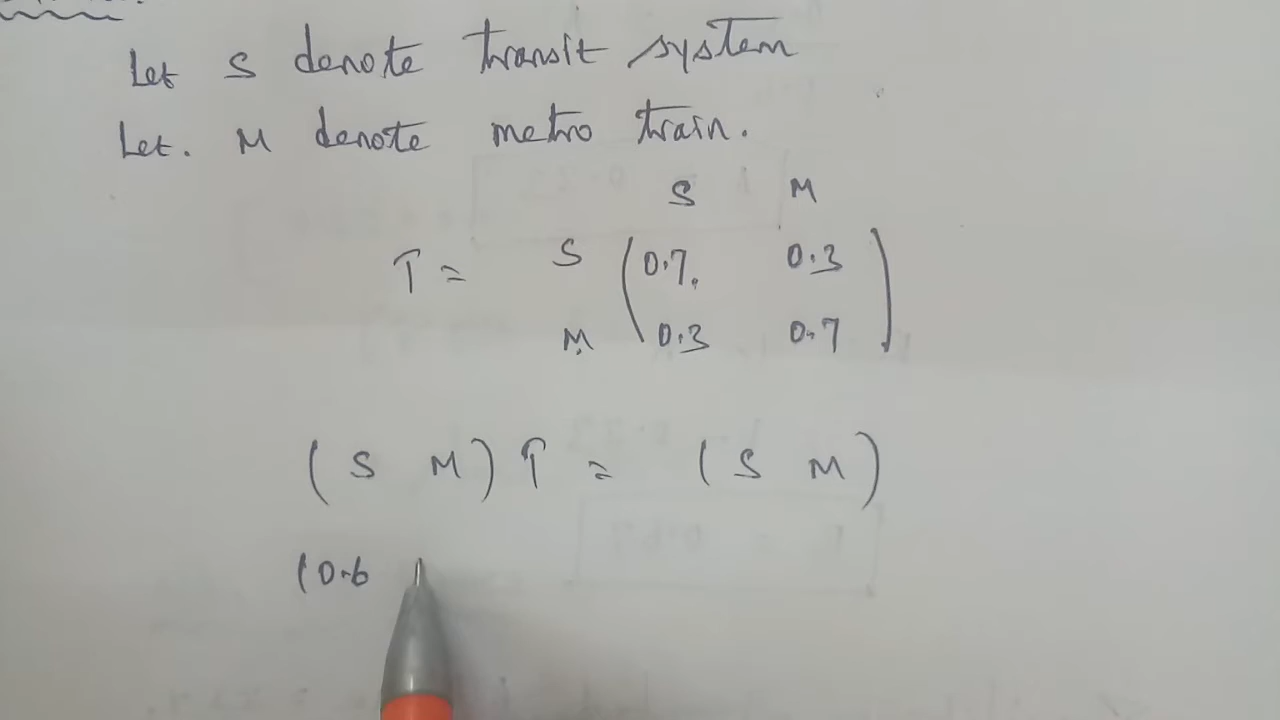 Let S denote transit system
Let. M denote metro train.
S M
T = S ( 0.7. 0.3
M 0.3 0.7 )
( S M ) T = ( S M )
( 0.6